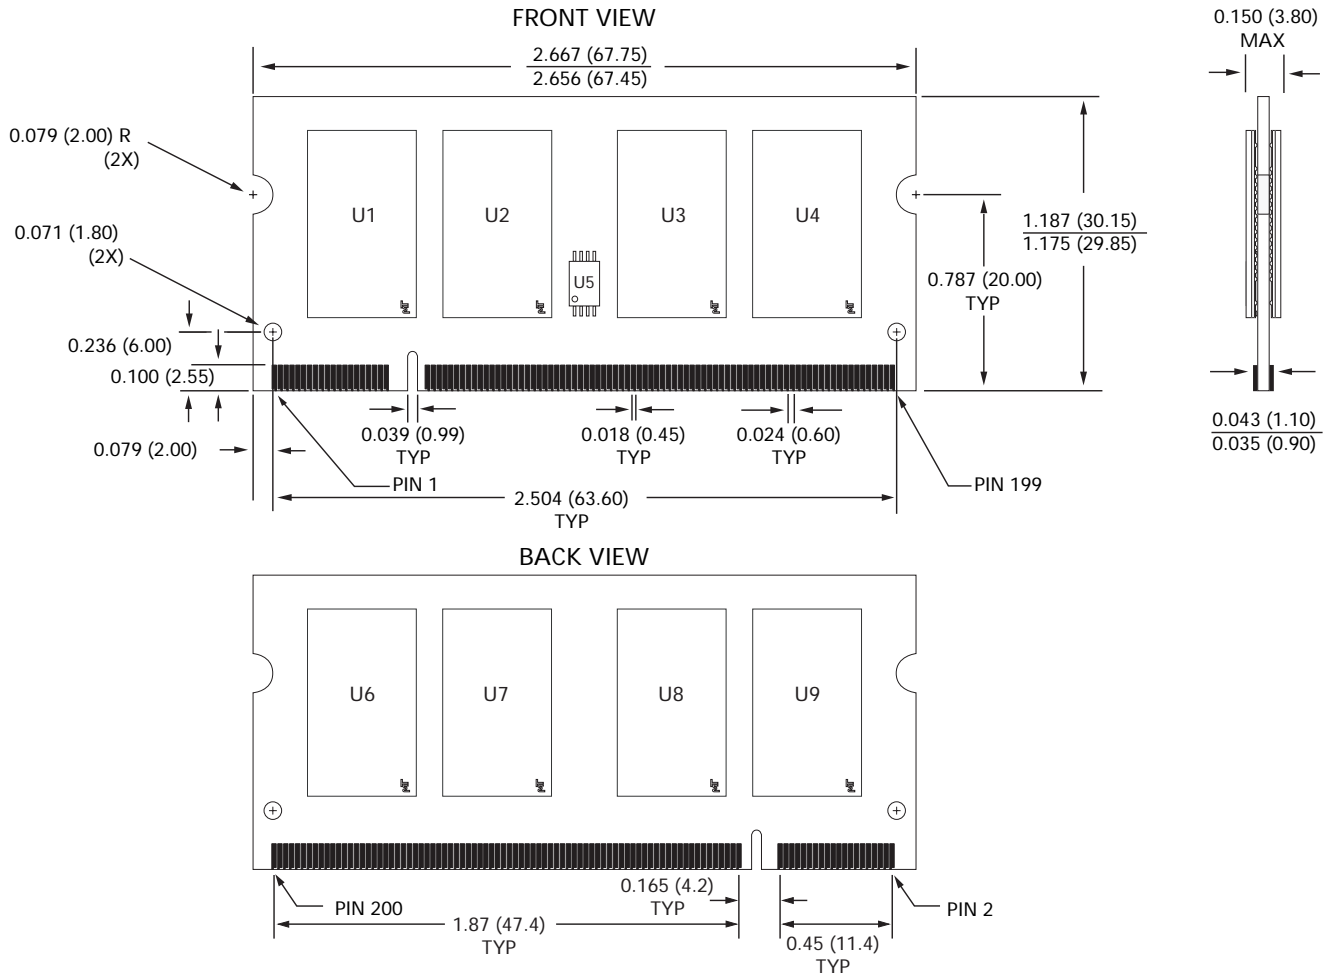 FRONT VIEW
0.150 (3.80)
MAX
2.667 (67.75)
2.656 (67.45)
0.079 (2.00) R
(2X)
U1
U2
U3
U4
0.071 (1.80)
(2X)
1.187 (30.15)
1.175 (29.85)
U5
0.787 (20.00)
TYP
0.236 (6.00)
0.100 (2.55)
0.043 (1.10)
0.035 (0.90)
0.079 (2.00)
0.039 (0.99)
TYP
0.018 (0.45)
TYP
0.024 (0.60)
TYP
PIN 1
PIN 199
2.504 (63.60)
TYP
BACK VIEW
U6
U7
U8
U9
PIN 200
0.165 (4.2)
TYP
PIN 2
1.87 (47.4)
TYP
0.45 (11.4)
TYP